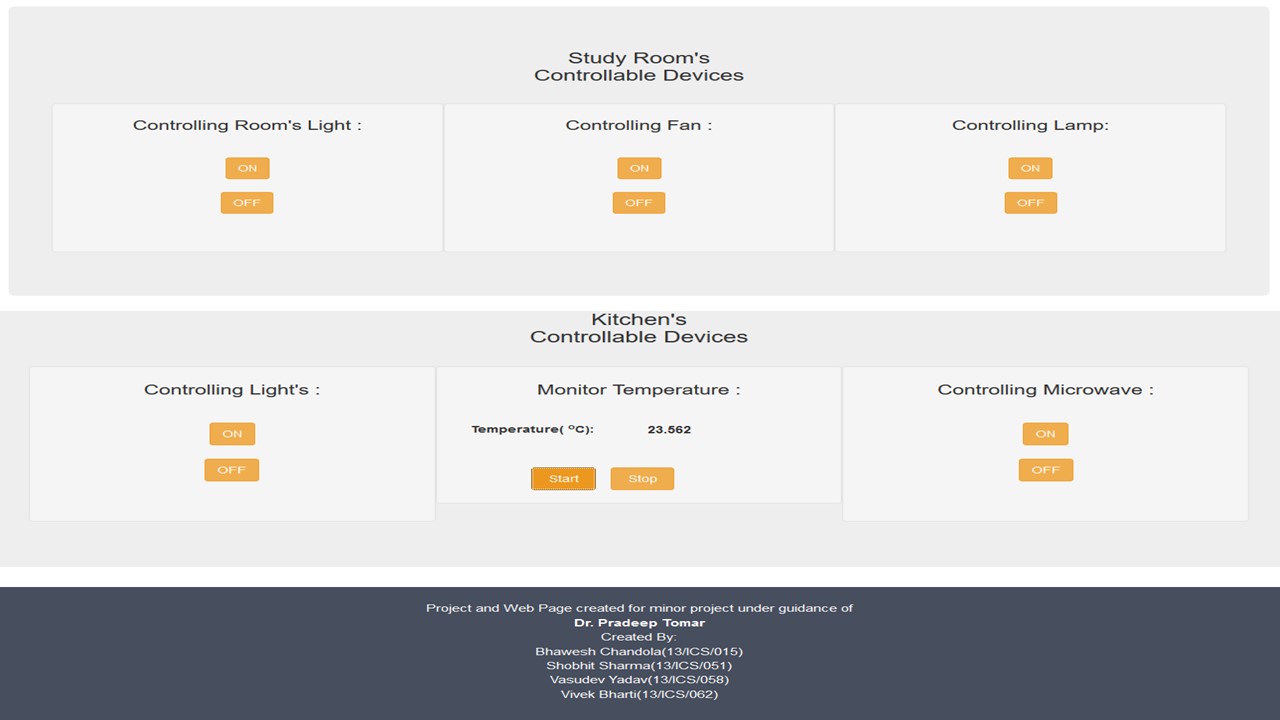 Study Room's
Controllable Devices
Controlling Room's Light :
ON
OFF
Controlling Fan :
ON
OFF
Controlling Lamp:
ON
OFF
Kitchen's
Controllable Devices
Controlling Light's :
ON
OFF
Monitor Temperature :
Temperature( ºC): 23.562
Start Stop
Controlling Microwave :
ON
OFF
Project and Web Page created for minor project under guidance of
Dr. Pradeep Tomar
Created By:
Bhawesh Chandola(13/ICS/015)
Shobhit Sharma(13/ICS/051)
Vasudev Yadav(13/ICS/058)
Vivek Bharti(13/ICS/062)